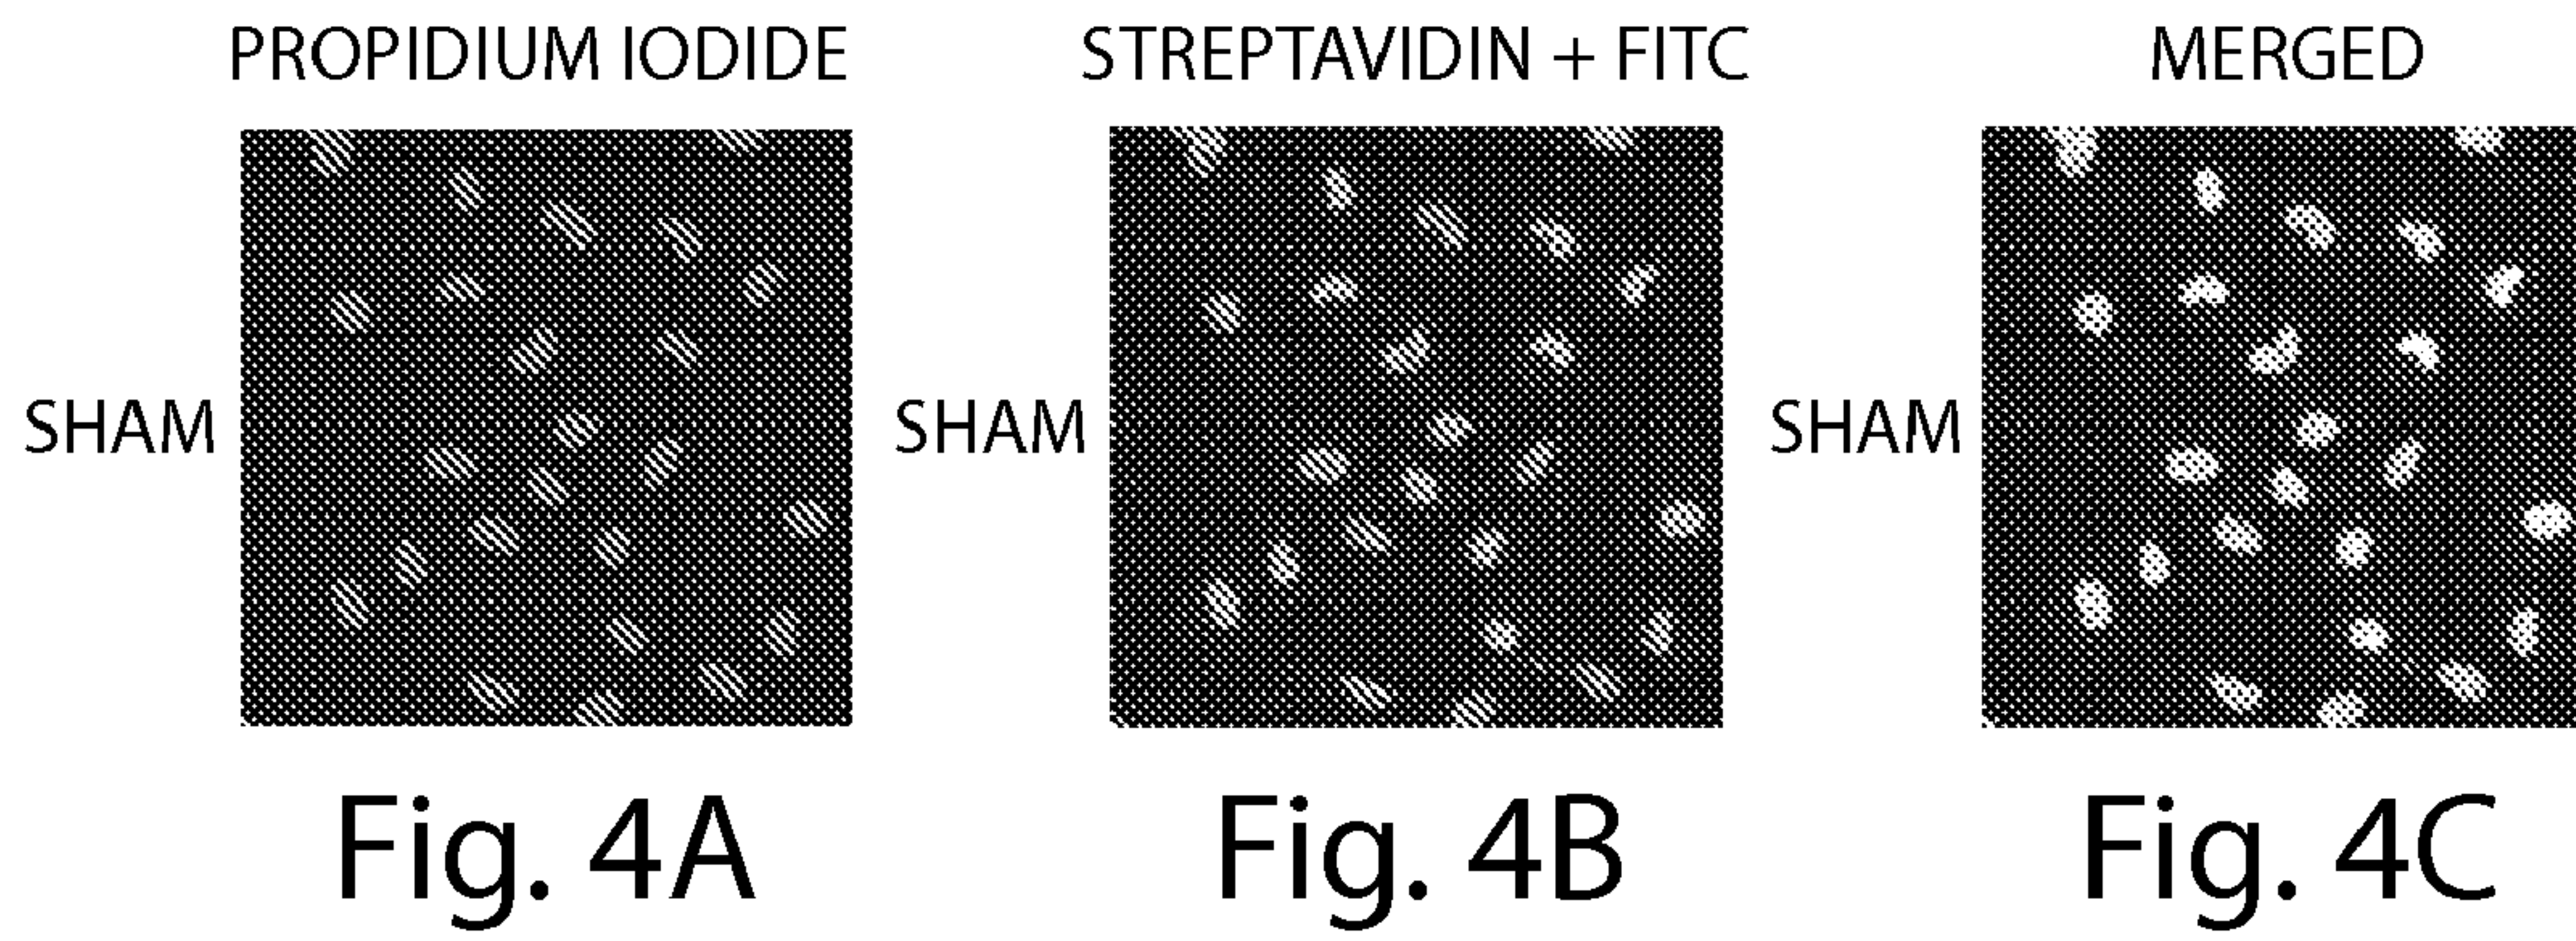 PROPIDIUM IODIDE
STREPTAVIDIN + FITC
MERGED
SHAM
SHAM
SHAM
Fig. 4A
Fig. 4B
Fig. 4C